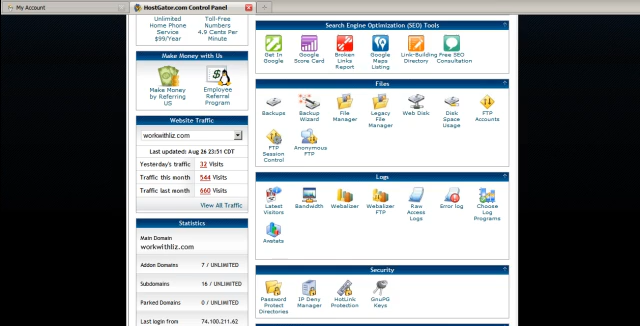 My Account
HostGator.com Control Panel
Unlimited
Home Phone
Service
$99/Year
Toll-Free
Numbers
4.9 Cents Per
Minute
Make Money with Us
Make Money
by Referring
US
Employee
Referral
Program
Website Traffic
workwithliz.com
Last updated: Aug 26 23:51 CDT
Yesterday's traffic 32 Visits
Traffic this month 544 Visits
Traffic last month 660 Visits
View All Traffic
Statistics
Main Domain
workwithliz.com
Addon Domains 7 / UNLIMITED
Subdomains 16 / UNLIMITED
Parked Domains 0 / UNLIMITED
Last login from 74.100.211.62
Search Engine Optimization (SEO) Tools
Get In
Google
Google
Score Card
Broken
Links
Report
Google
Maps
Listing
Link-Building
Directory
Free SEO
Consultation
Files
Backups
Backup
Wizard
File
Manager
Legacy
File
Manager
Web Disk
Disk
Space
Usage
FTP
Accounts
FTP
Session
Control
Anonymous
FTP
Logs
Latest
Visitors
Bandwidth
Webalizer
Webalizer
FTP
Raw
Access
Logs
Error log
Choose
Log
Programs
Awstats
Security
Password
Protect
Directories
IP Deny
Manager
HotLink
Protection
GnuPG
Keys